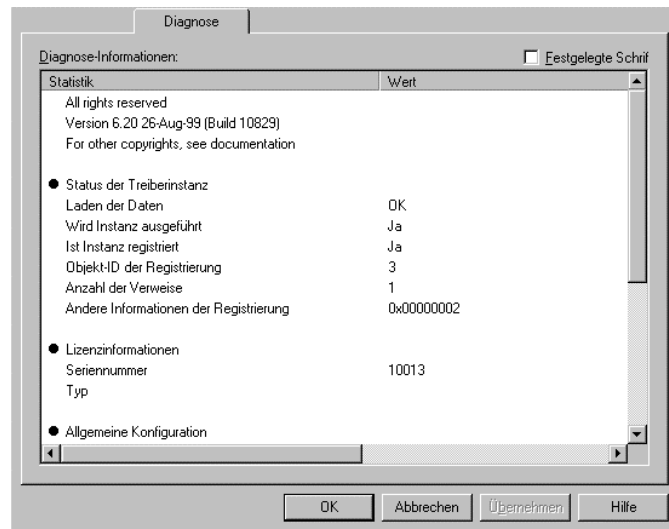 Diagnose
Diagnose-Informationen:
Festgelegte Schrif
Statistik Wert
All rights reserved
Version 6.20 26-Aug-99 (Build 10829)
For other copyrights, see documentation
● Status der Treiberinstanz
Laden der Daten OK
Wird Instanz ausgeführt Ja
Ist Instanz registriert Ja
Objekt-ID der Registrierung 3
Anzahl der Verweise 1
Andere Informationen der Registrierung 0x00000002
● Lizenzinformationen
Seriennummer 10013
Typ
● Allgemeine Konfiguration
OK Abbrechen Übernehmen Hilfe